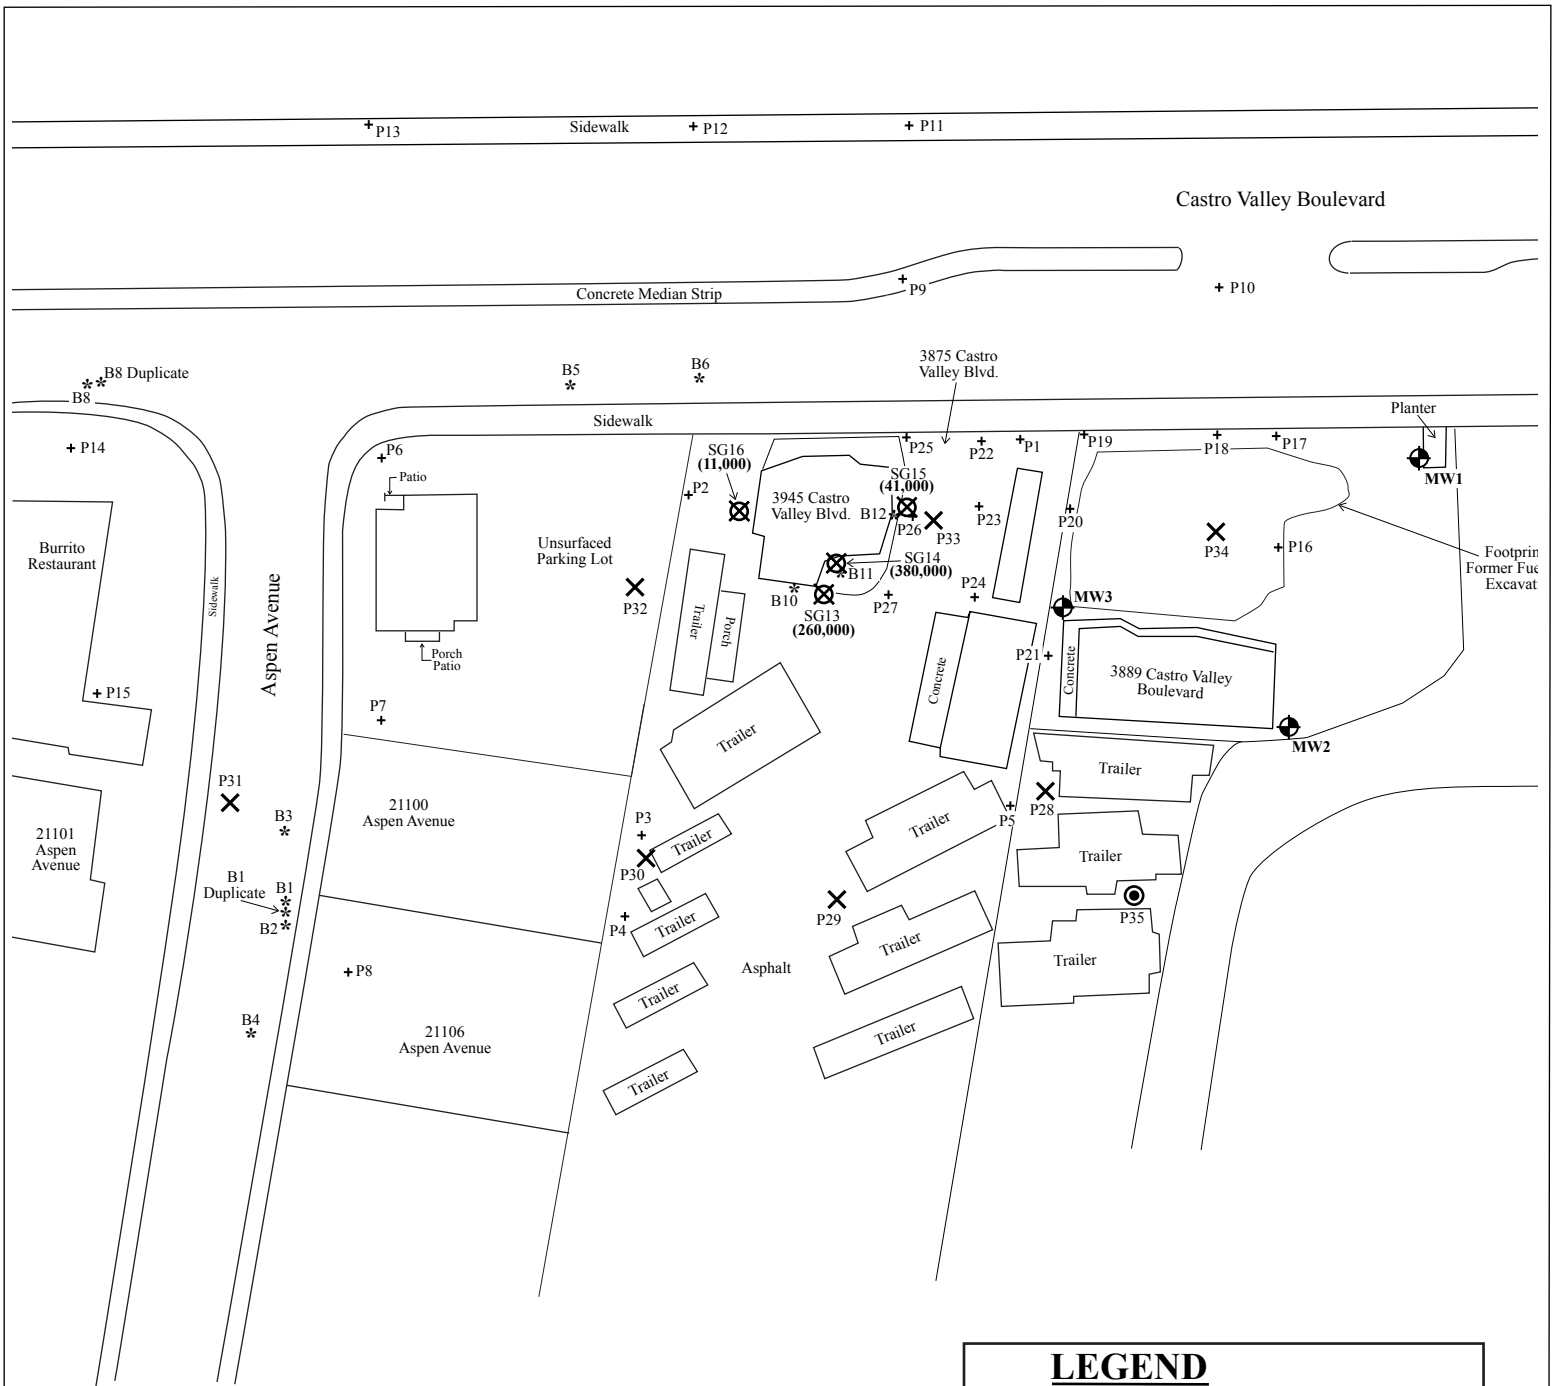 P13
Sidewalk
P12
P11
Castro Valley Boulevard
Concrete Median Strip
P9
P10
B8 Duplicate
B8
B5
B6
3875 Castro
Valley Blvd.
Planter
Sidewalk
P14
P6
Patio
SG16
(11,000)
P25
P22
P1
P19
P18
P17
MW1
P2
3945 Castro
Valley Blvd.
SG15
(41,000)
B12
P26
P33
P23
P20
P34
P16
Burrito
Restaurant
Unsurfaced
Parking Lot
P32
SG14
(380,000)
B11
B10
SG13
(260,000)
P27
P24
MW3
Footprin
Former Fue
Excavat
Sidewalk
Aspen Avenue
Trailer
Porch
Porch
Patio
Concrete
P21
Concrete
3889 Castro Valley
Boulevard
P15
P7
Trailer
MW2
Trailer
P31
B3
21100
Aspen Avenue
P3
Trailer
P30
Trailer
P5
P28
Trailer
21101
Aspen
Avenue
B1
Duplicate
B1
B2
P4
Trailer
P29
Trailer
P35
P8
Asphalt
Trailer
Trailer
B4
21106
Aspen Avenue
Trailer
Trailer
LEGEND